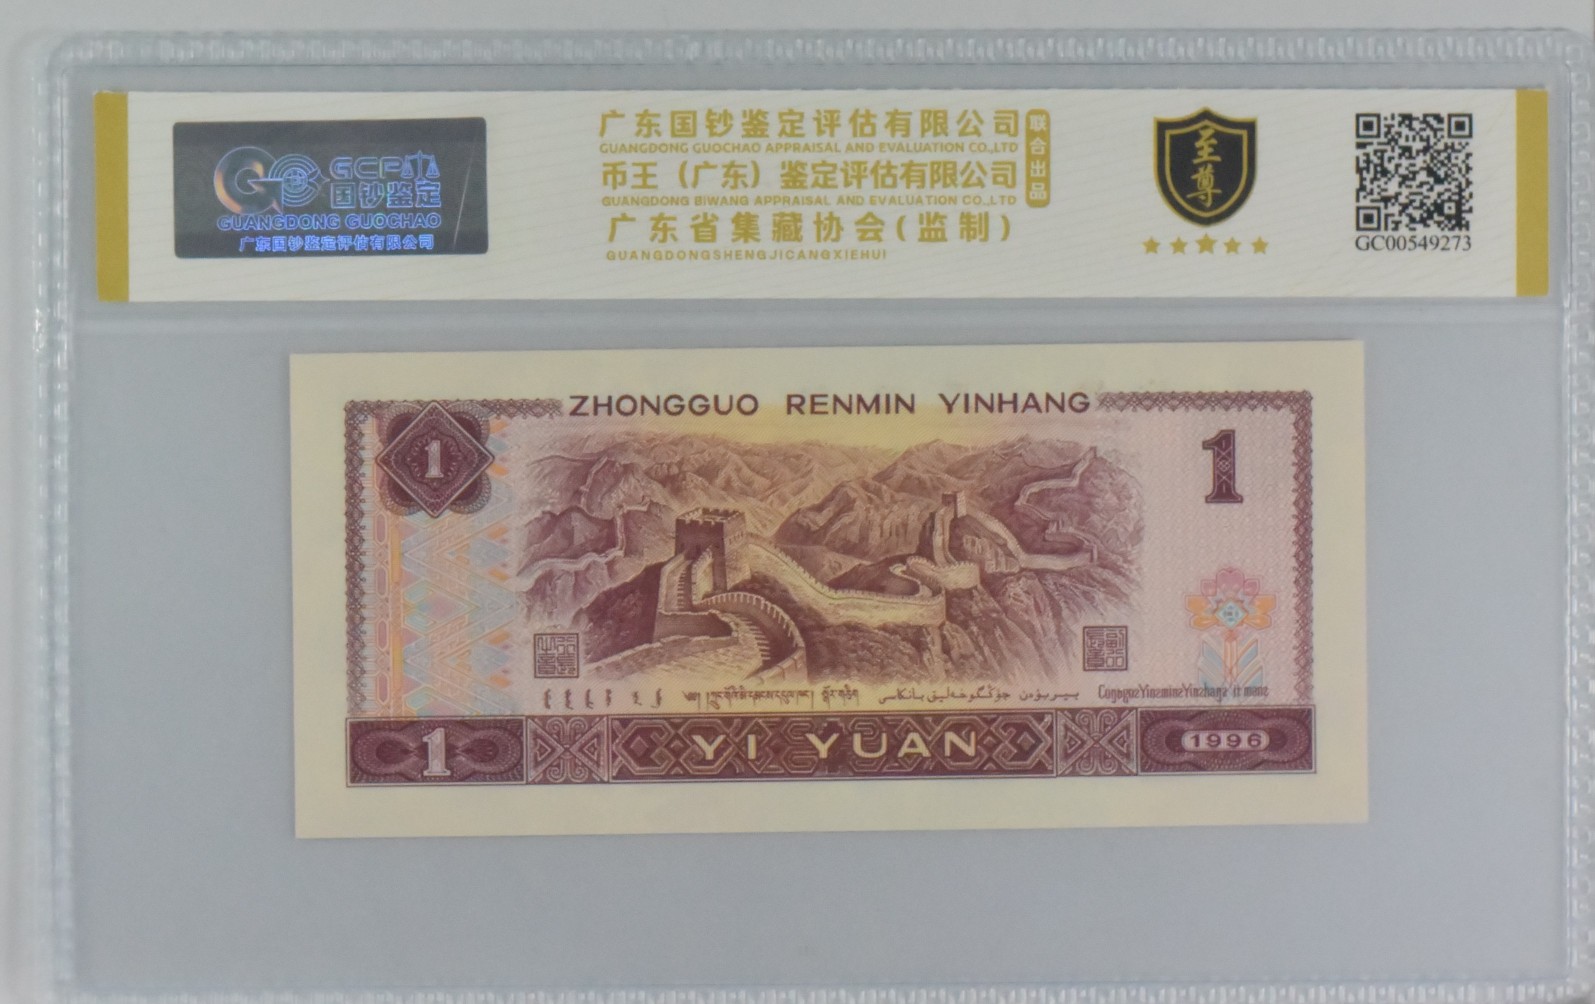 GCPA
国钞鉴定
GUANGDONG GUOCHAO
广东国钞鉴定评估有限公司
广东国钞鉴定评估有限公司
GUANGDONG GUOCHAO APPRAISAL AND EVALUATION CO.,LTD
币王（广东）鉴定评估有限公司
GUANGDONG BIWANG APPRAISAL AND EVALUATION CO.,LTD
广东省集藏协会(监制)
GUANGDONGSHENGJICANGXIEHUI
联合出品
至尊
GC00549273
ZHONGGUO RENMIN YINHANG
1
1
1
YI YUAN
1996